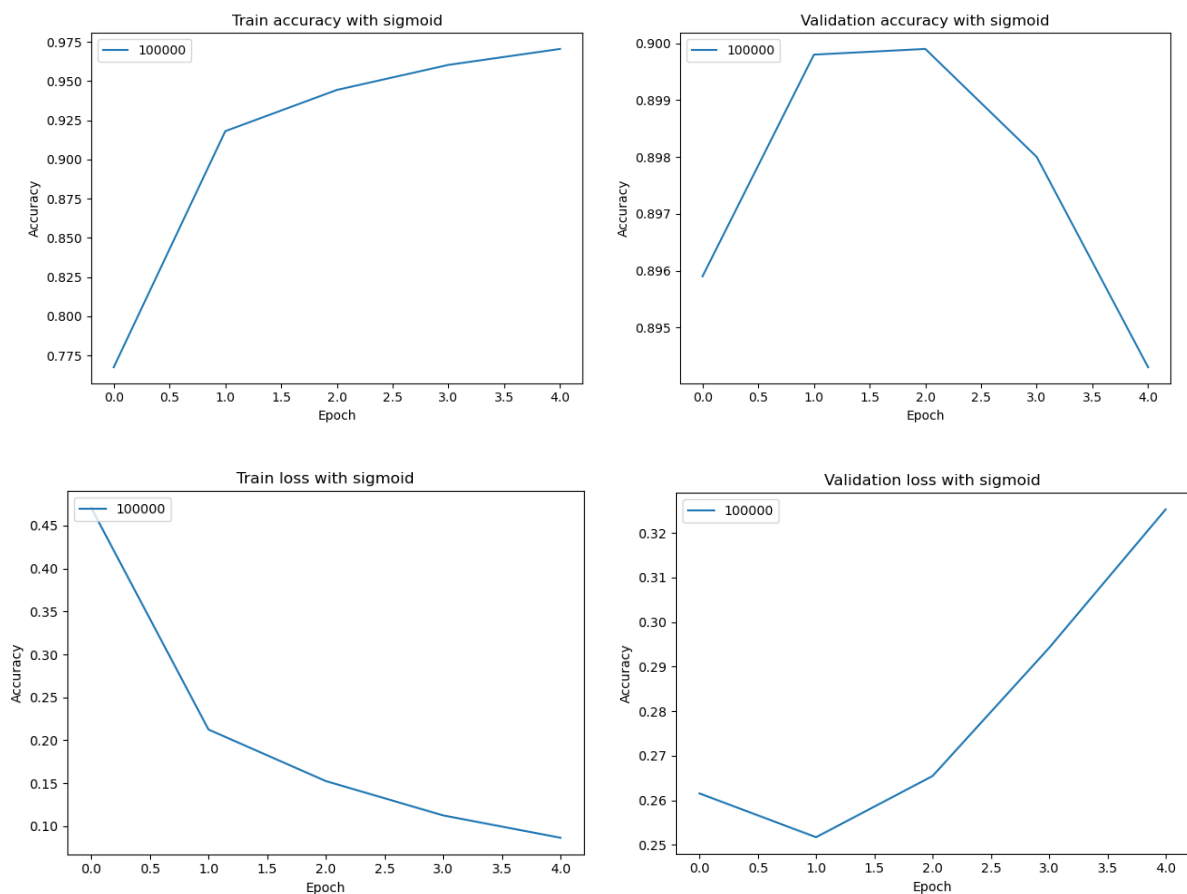 Train accuracy with sigmoid
100000
0.975
0.950
0.925
0.900
0.875
0.850
0.825
0.800
0.775
Accuracy
0.0 0.5 1.0 1.5 2.0 2.5 3.0 3.5 4.0
Epoch
Validation accuracy with sigmoid
100000
0.900
0.899
0.898
0.897
0.896
0.895
Accuracy
0.0 0.5 1.0 1.5 2.0 2.5 3.0 3.5 4.0
Epoch
Train loss with sigmoid
100000
0.45
0.40
0.35
0.30
0.25
0.20
0.15
0.10
Accuracy
0.0 0.5 1.0 1.5 2.0 2.5 3.0 3.5 4.0
Epoch
Validation loss with sigmoid
100000
0.32
0.31
0.30
0.29
0.28
0.27
0.26
0.25
Accuracy
0.0 0.5 1.0 1.5 2.0 2.5 3.0 3.5 4.0
Epoch